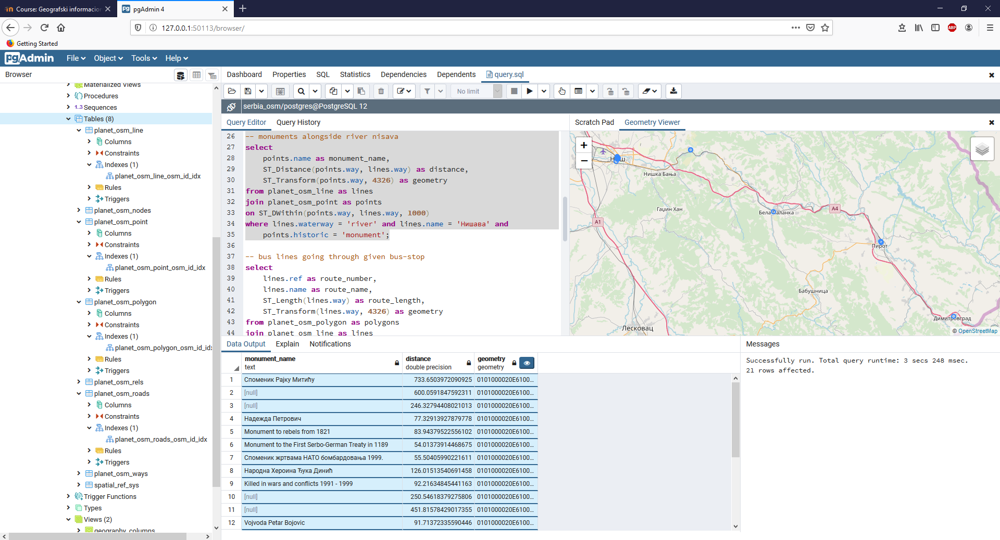 Course: Geografski informacion
pgAdmin 4
127.0.0.1:50113/browser/
ABP
Getting Started
pgAdmin
File
Object
Tools
Help
Browser
Materialized Views
Procedures
1..3 Sequences
Tables (8)
planet_osm_line
Columns
Constraints
Indexes (1)
planet_osm_line_osm_id_idx
Rules
Triggers
planet_osm_nodes
planet_osm_point
Columns
Constraints
Indexes (1)
planet_osm_point_osm_id_idx
Rules
Triggers
planet_osm_polygon
Columns
Constraints
Indexes (1)
planet_osm_polygon_osm_id_idx
Rules
Triggers
planet_osm_rels
planet_osm_roads
Columns
Constraints
Indexes (1)
planet_osm_roads_osm_id_idx
Rules
Triggers
planet_osm_ways
spatial_ref_sys
Trigger Functions
Types
Views (2)
geography_columns
Dashboard Properties SQL Statistics Dependencies Dependents query.sql
No limit
serbia_osm/postgres@PostgreSQL 12
Query Editor Query History
26 -- monuments alongside river nisava
27 select
28 points.name as monument_name,
29 ST_Distance(points.way, lines.way) as distance,
30 ST_Transform(points.way, 4326) as geometry
31 from planet_osm_line as lines
32 join planet_osm_point as points
33 on ST_DWithin(points.way, lines.way, 1000)
34 where lines.waterway = 'river' and lines.name = 'Нишава' and
35 points.historic = 'monument';
36
37 -- bus lines going through given bus-stop
38 select
39 lines.ref as route_number,
40 lines.name as route_name,
41 ST_Length(lines.way) as route_length,
42 ST_Transform(lines.way, 4326) as geometry
43 from planet_osm_polygon as polygons
44 join planet_osm_line as lines
Scratch Pad Geometry Viewer
+
−
Ниш
Нишка Бања
Гаџин Хан
Бела Паланка
A4
A1
Пирот
Бабушница
Димитровград
Лесковац
© OpenStreetMap
Data Output Explain Notifications
monument_name
text
distance
double precision
geometry
geometry
1 Споменик Рајку Митићу 733.6503972090925 0101000020E6100...
2 [null] 600.0591847592311 0101000020E6100...
3 [null] 246.32794408021013 0101000020E6100...
4 Надежда Петрович 77.32913927879778 0101000020E6100...
5 Monument to rebels from 1821 83.94379522556102 0101000020E6100...
6 Monument to the First Serbo-German Treaty in 1189 54.01373914468675 0101000020E6100...
7 Споменик жртвама НАТО бомбардовања 1999. 55.50405990221611 0101000020E6100...
8 Народна Хероина Ђука Динић 126.01513540691458 0101000020E6100...
9 Killed in wars and conflicts 1991 - 1999 92.21634845441163 0101000020E6100...
10 [null] 250.54618379275806 0101000020E6100...
11 [null] 451.81578429017355 0101000020E6100...
12 Vojvoda Petar Bojovic 91.71372335590446 0101000020E6100...
Messages
Successfully run. Total query runtime: 3 secs 248 msec.
21 rows affected.